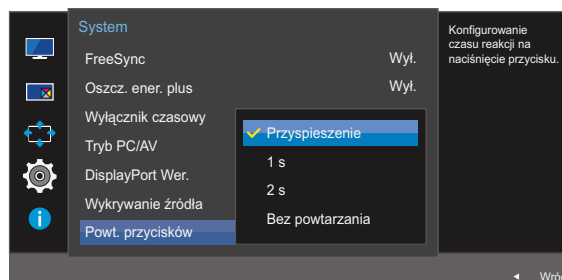 System
FreeSync Wył.
Oszcz. ener. plus Wył.
Wyłącznik czasowy
Tryb PC/AV
DisplayPort Wer.
Wykrywanie źródła
Powt. przycisków
Przyspieszenie
1 s
2 s
Bez powtarzania
Konfigurowanie
czasu reakcji na
naciśnięcie przycisku.